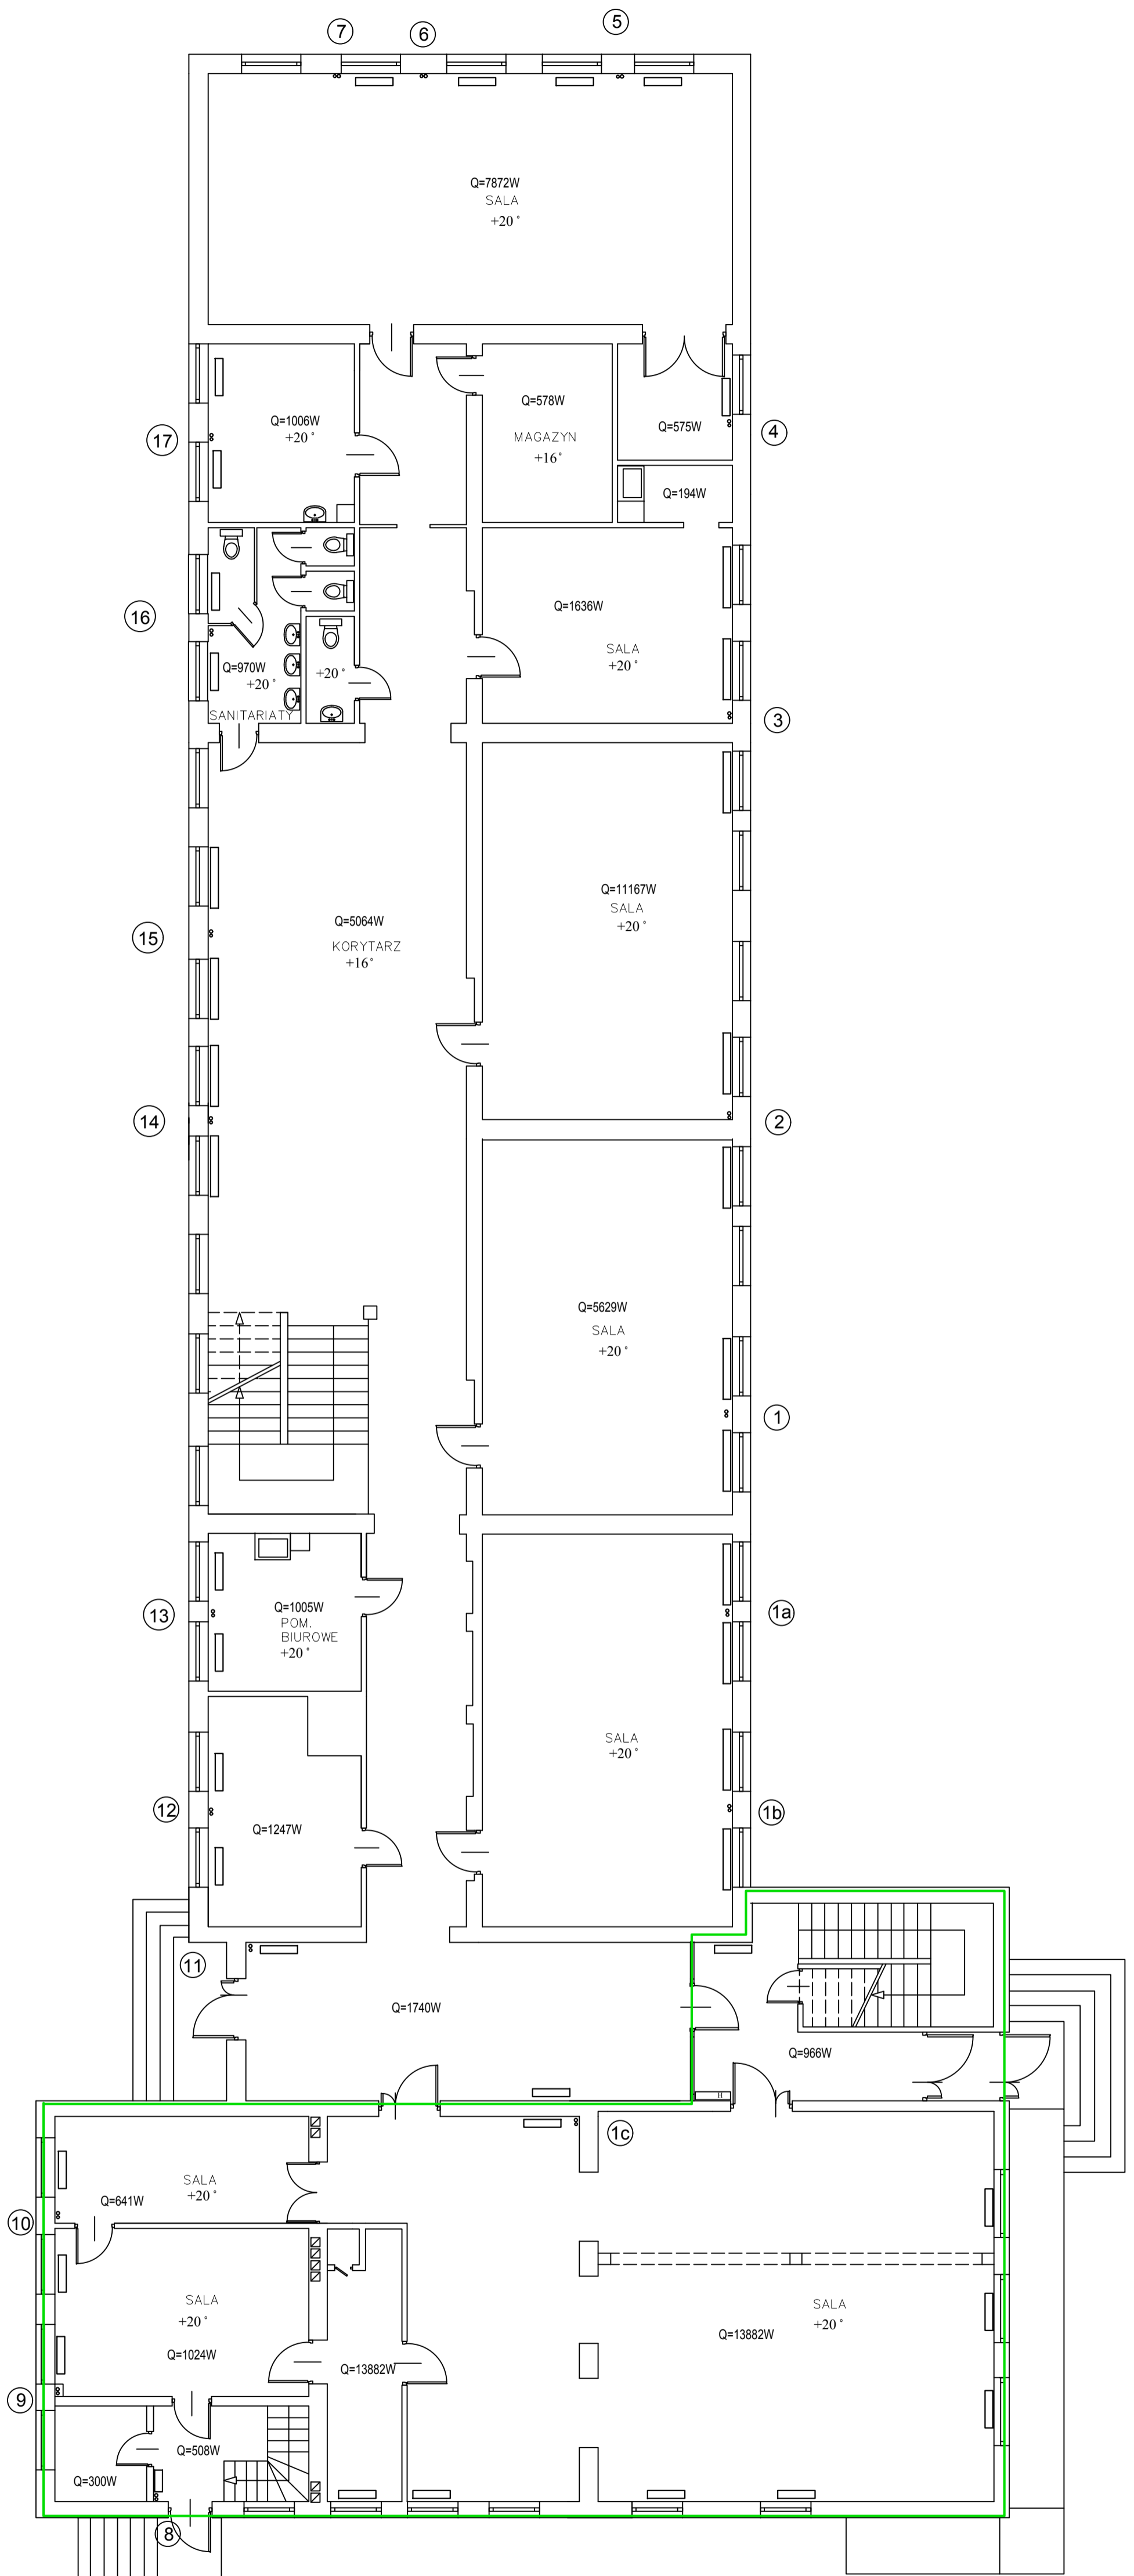 7
6
5
Q=7872W
SALA
+20°
Q=1006W
+20°
Q=578W
MAGAZYN
+16°
Q=575W
17
4
Q=194W
Q=1636W
SALA
+20°
16
Q=970W
+20°
+20°
SANITARIATY
3
Q=11167W
SALA
+20°
Q=5064W
KORYTARZ
+16°
15
14
2
Q=5629W
SALA
+20°
1
Q=1005W
POM.
BIUROWE
+20°
13
1a
SALA
+20°
12
Q=1247W
1b
11
Q=1740W
Q=966W
1c
SALA
+20°
Q=641W
10
SALA
+20°
Q=1024W
Q=13882W
SALA
+20°
Q=13882W
9
Q=508W
Q=300W
8